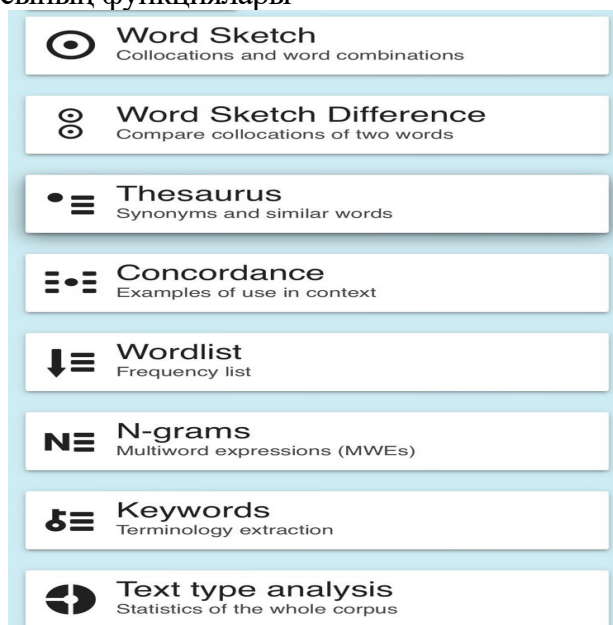 функциялары
Word Sketch
Collocations and word combinations
Word Sketch Difference
Compare collocations of two words
Thesaurus
Synonyms and similar words
Concordance
Examples of use in context
Wordlist
Frequency list
N-grams
Multiword expressions (MWEs)
Keywords
Terminology extraction
Text type analysis
Statistics of the whole corpus